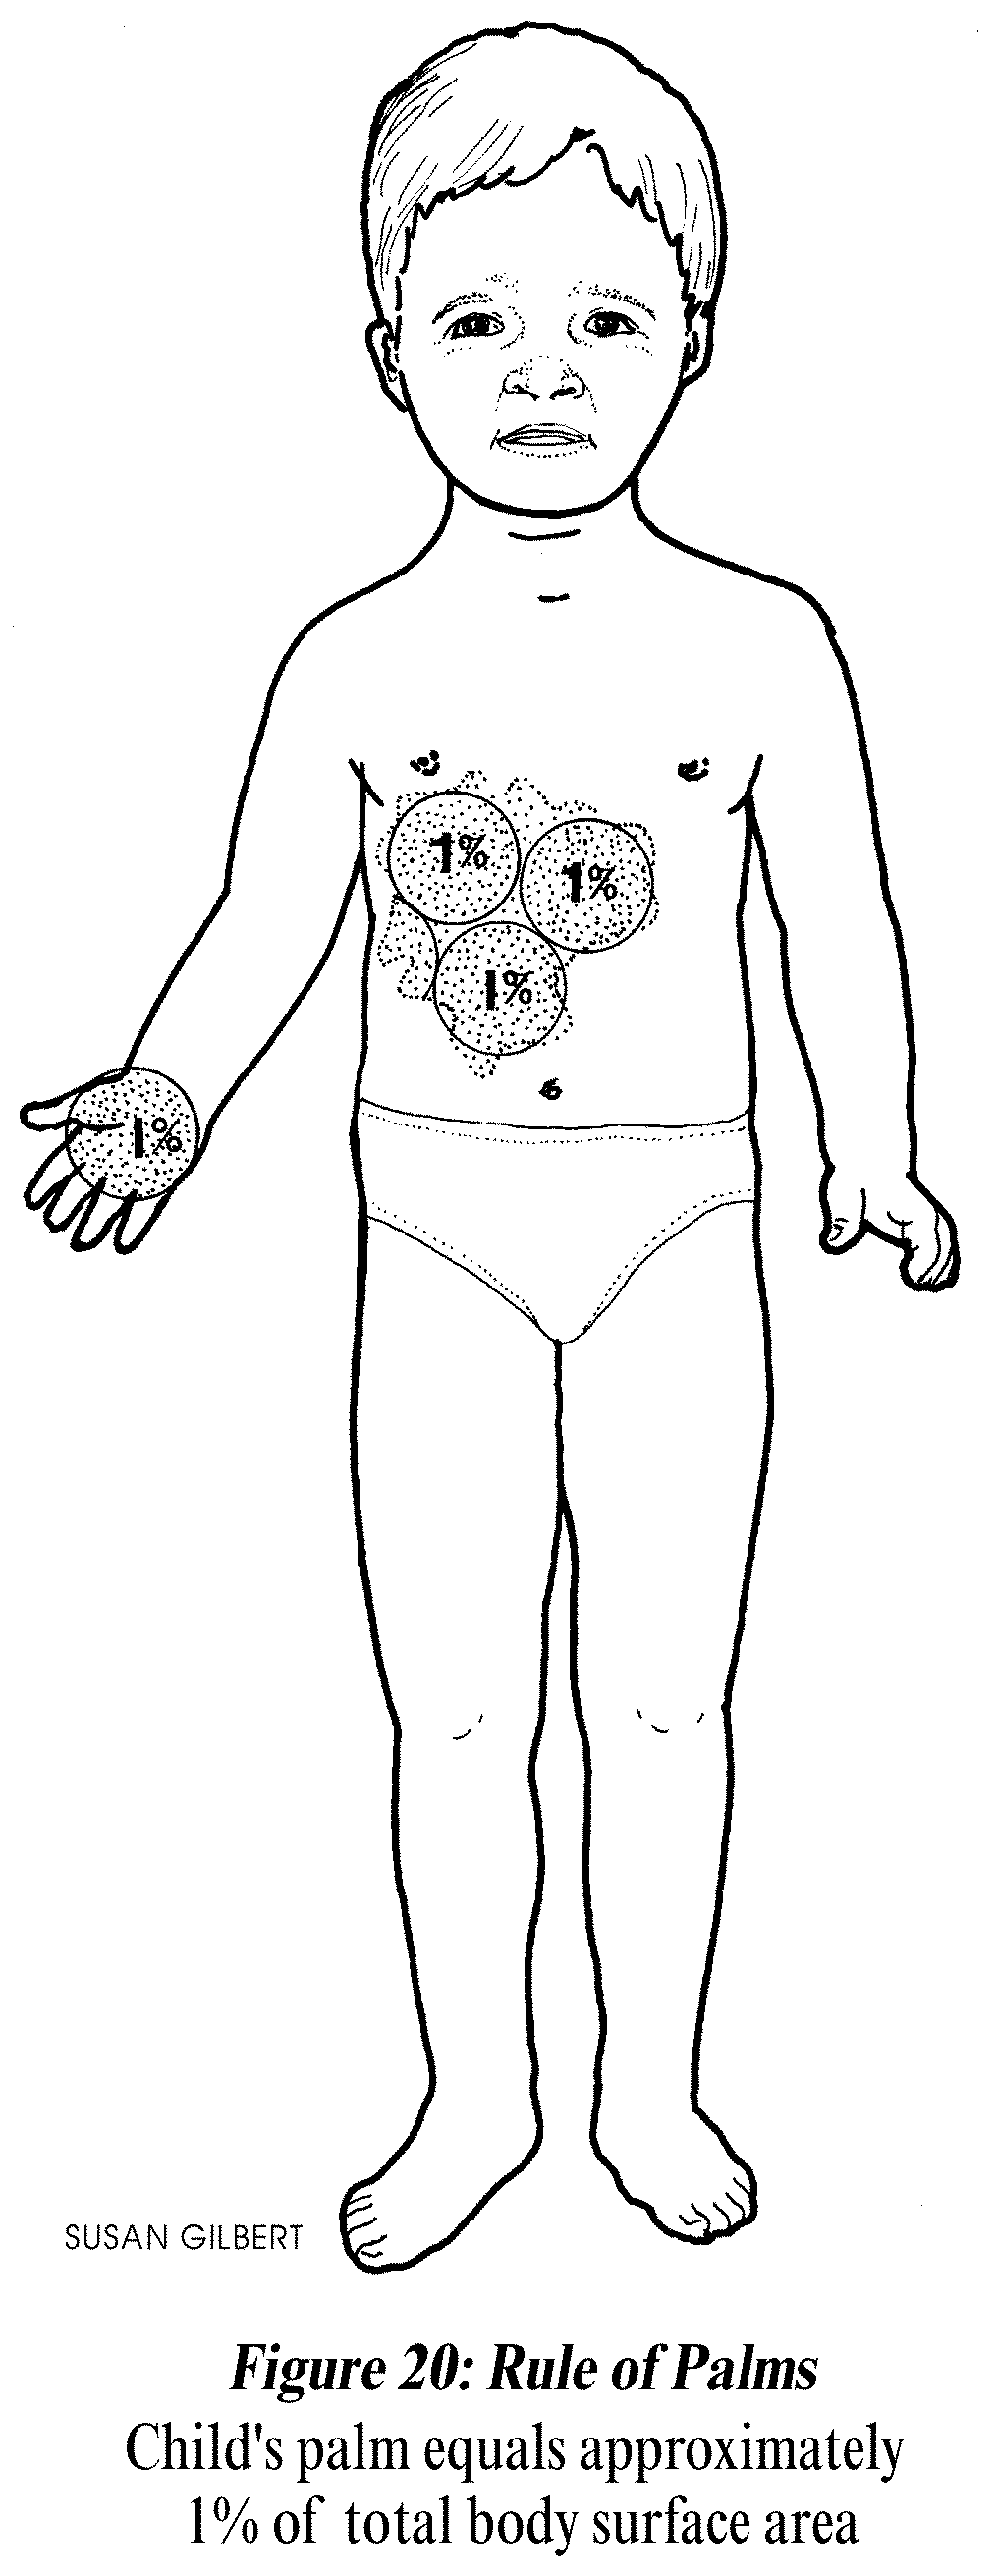 1%
1%
1%
1%
SUSAN GILBERT
Figure 20: Rule of Palms
Child's palm equals approximately
1% of total body surface area